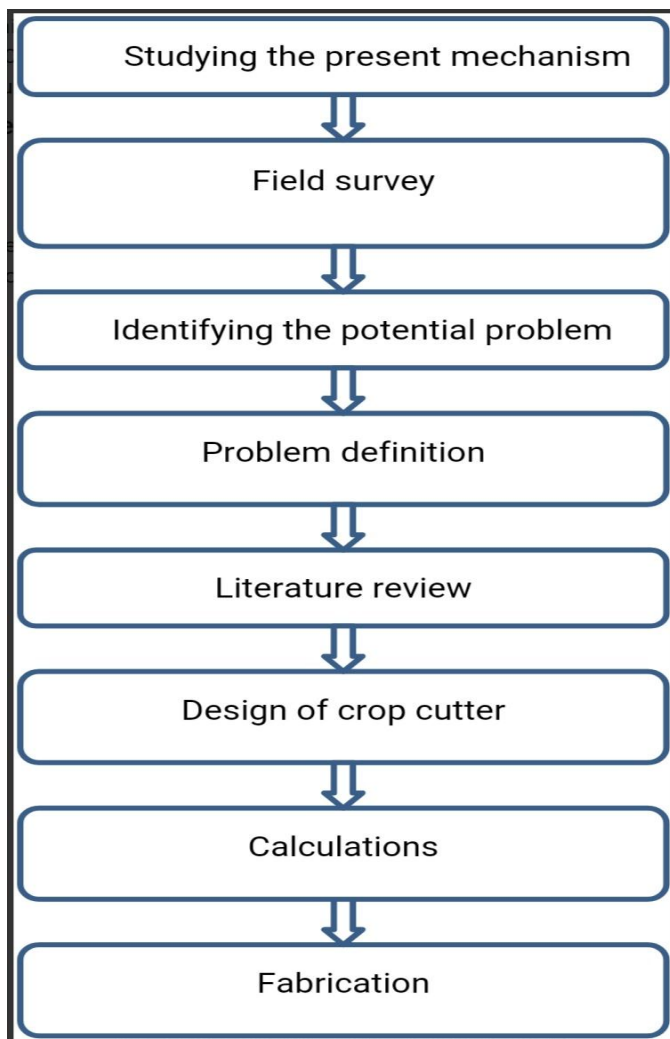 Studying the present mechanism
Field survey
Identifying the potential problem
Problem definition
Literature review
Design of crop cutter
Calculations
Fabrication